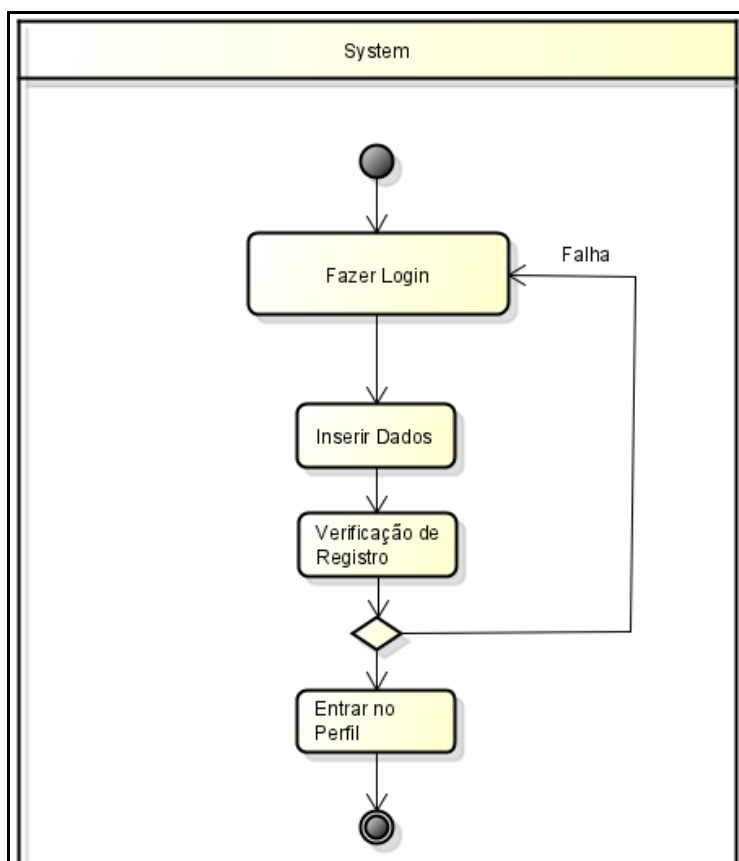 System
Falha
Fazer Login
Inserir Dados
Verificação de
Registro
Entrar no
Perfil